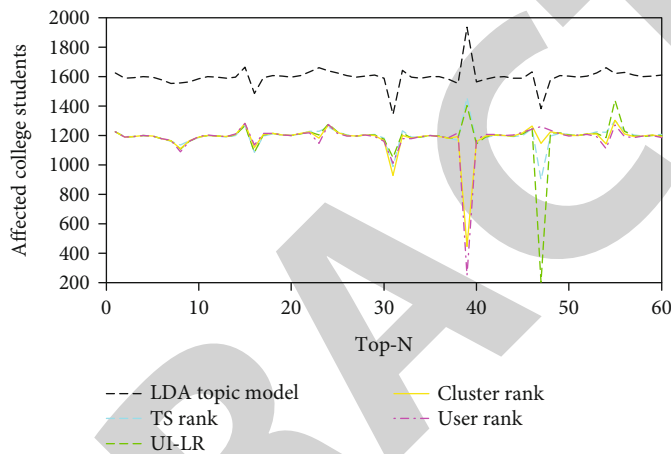 2000
1800
1600
1400
1200
1000
800
600
400
200
Affected college students
0 10 20 30 40 50 60
Top-N
LDA topic model
TS rank
UI-LR
Cluster rank
User rank